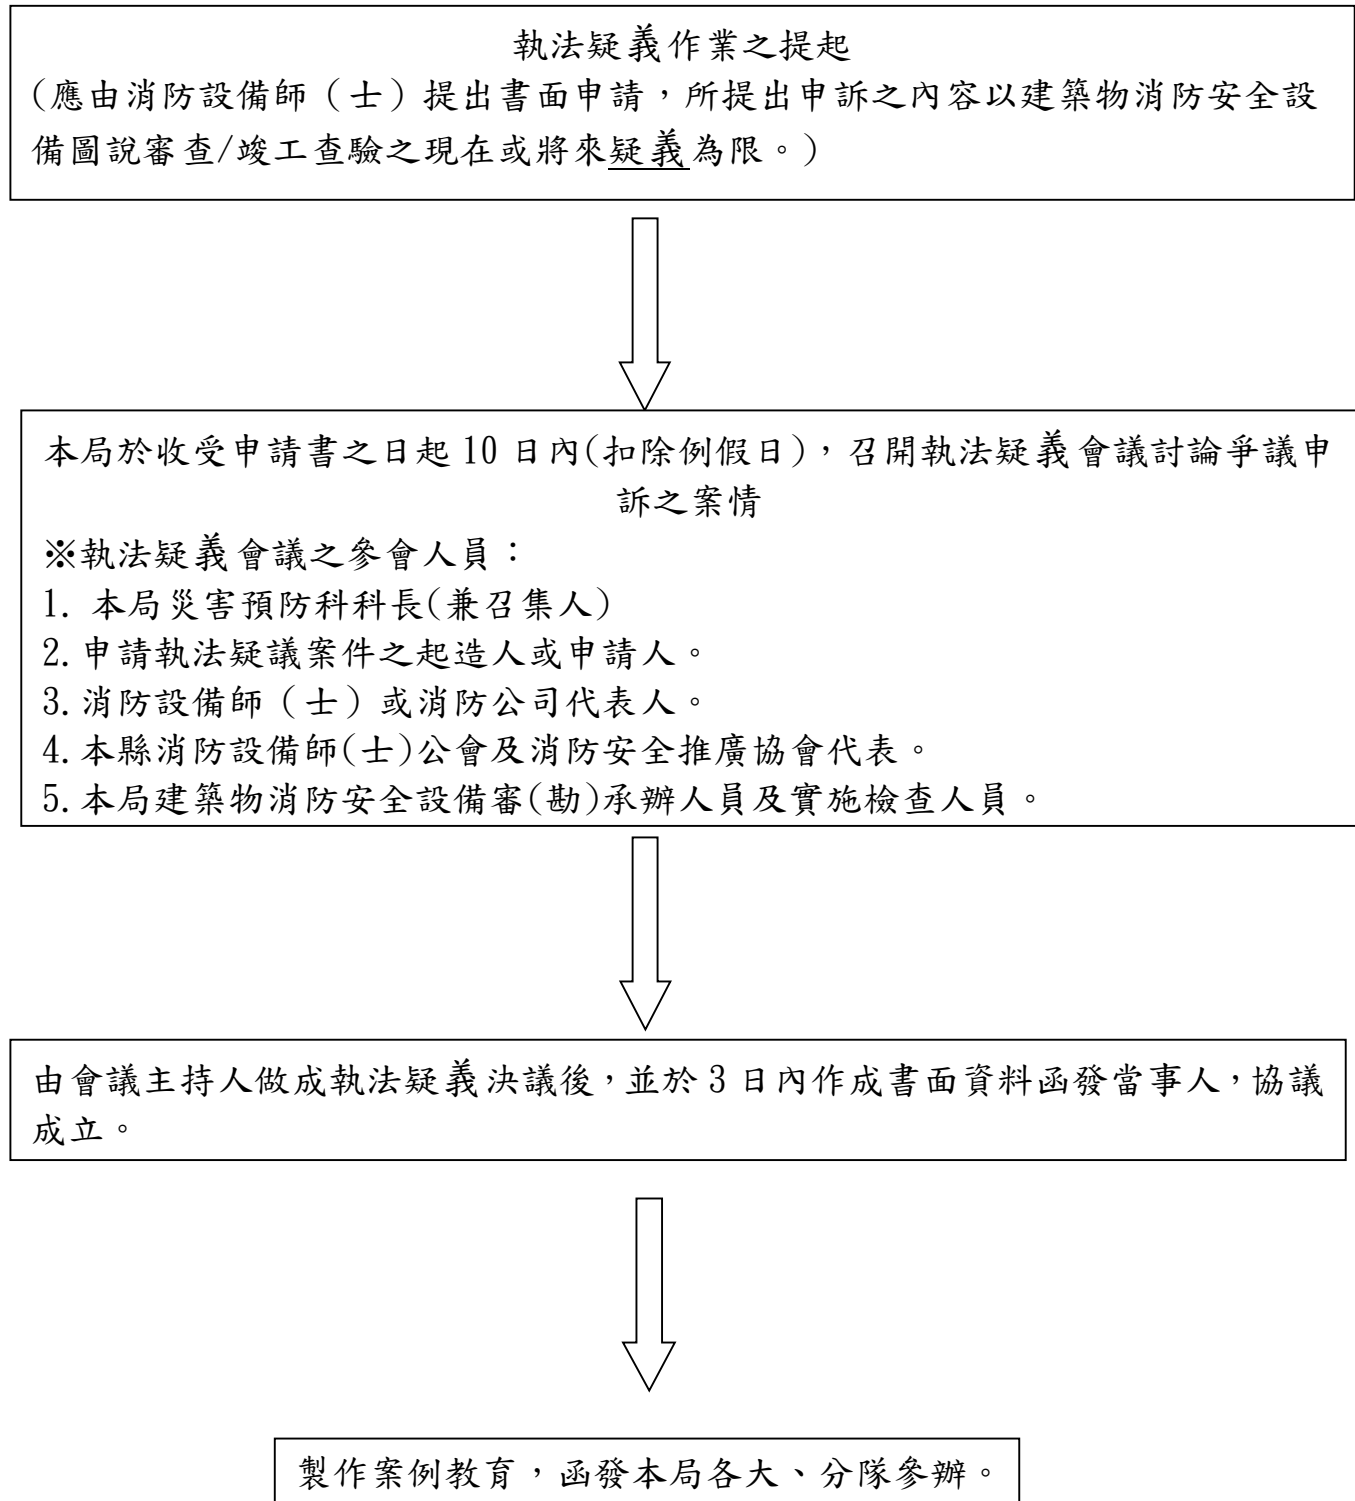 執法疑義作業之提起
(應由消防設備師（士）提出書面申請，所提出申訴之內容以建築物消防安全設
備圖說審查/竣工查驗之現在或將來疑義為限。)
本局於收受申請書之日起 10 日內(扣除例假日)，召開執法疑義會議討論爭議申
訴之案情
※執法疑義會議之參會人員：
1. 本局災害預防科科長(兼召集人)
2.申請執法疑議案件之起造人或申請人。
3.消防設備師（士）或消防公司代表人。
4.本縣消防設備師(士)公會及消防安全推廣協會代表。
5.本局建築物消防安全設備審(勘)承辦人員及實施檢查人員。
由會議主持人做成執法疑義決議後，並於 3 日內作成書面資料函發當事人，協議
成立。
製作案例教育，函發本局各大、分隊參辦。